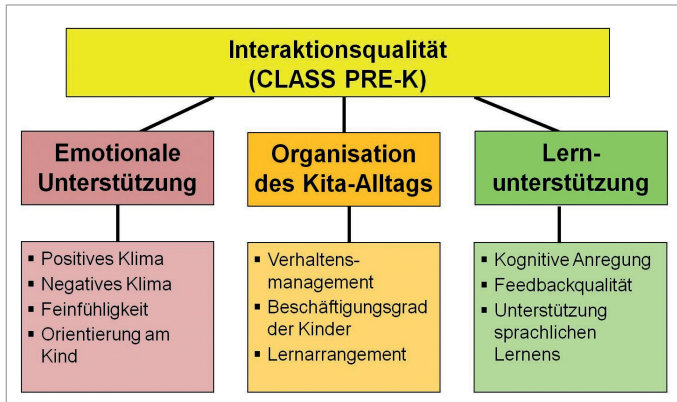 Interaktionsqualität
(CLASS PRE-K)
Emotionale
Unterstützung
Organisation
des Kita-Alltags
Lern-
unterstützung
▪ Positives Klima
▪ Negatives Klima
▪ Feinfühligkeit
▪ Orientierung am
Kind
▪ Verhaltens-
management
▪ Beschäftigungsgrad
der Kinder
▪ Lernarrangement
▪ Kognitive Anregung
▪ Feedbackqualität
▪ Unterstützung
sprachlichen
Lernens